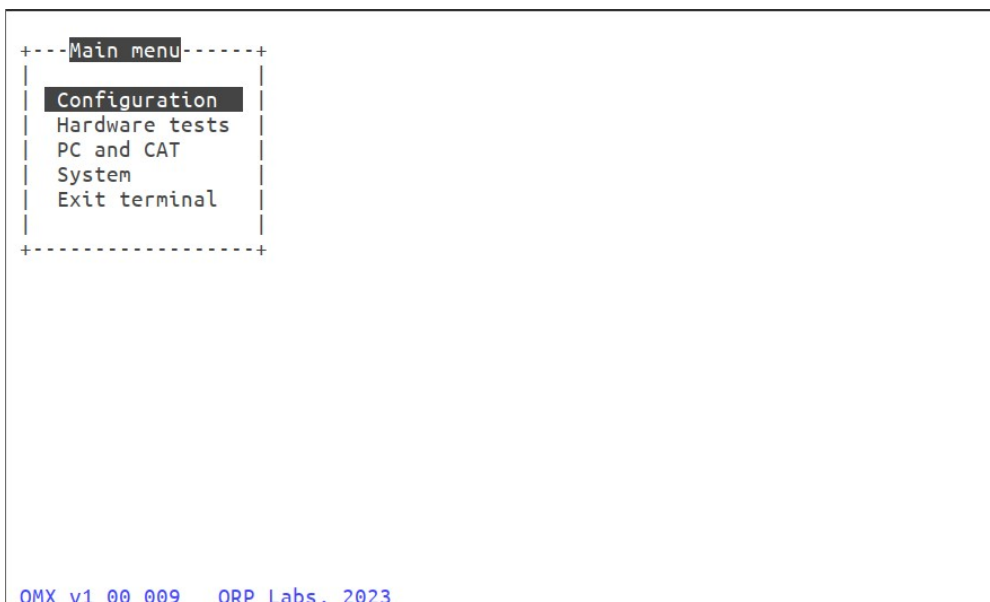 +---Main menu------+
|                  |
|  Configuration   |
|  Hardware tests  |
|  PC and CAT      |
|  System          |
|  Exit terminal   |
|                  |
+------------------+
QMX v1_00_009   QRP Labs, 2023